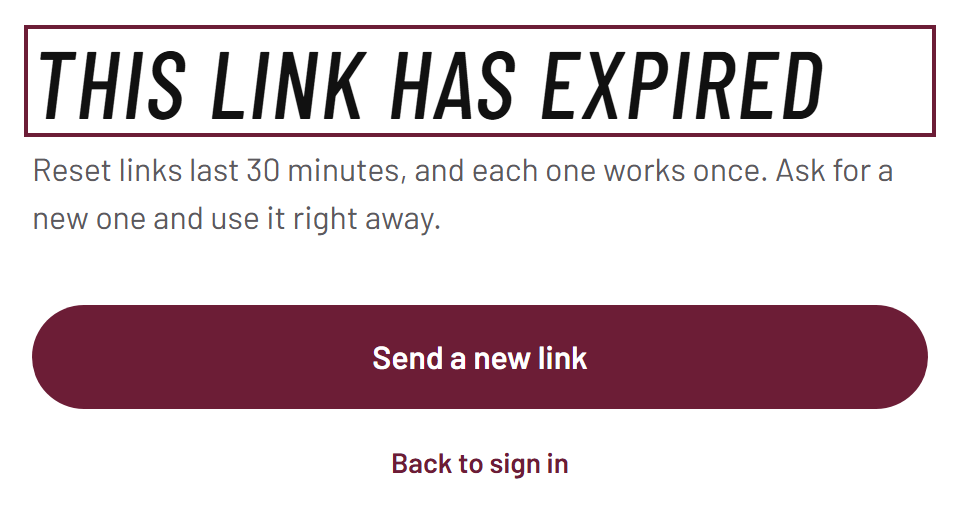 THIS LINK HAS EXPIRED
Reset links last 30 minutes, and each one works once. Ask for a
new one and use it right away.
Send a new link
Back to sign in